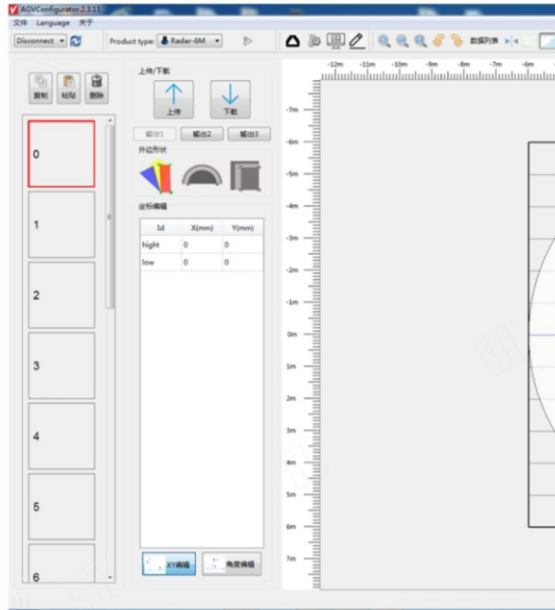 AGVConfigurator 2.3.11
文件 Language 关于
Disconnect Product type: Radar-6M 数据列表
复制 粘贴 删除
上传/下载
上传 下载
输出1 输出2 输出3
外边形状
坐标编辑
Id X(mm) Y(mm)
hight 0 0
low 0 0
XY编辑 角度编辑
0
1
2
3
4
5
6
-12m -11m -10m -9m -8m -7m -6m
-7m
-6m
-5m
-4m
-3m
-2m
-1m
0m
1m
2m
3m
4m
5m
6m
7m